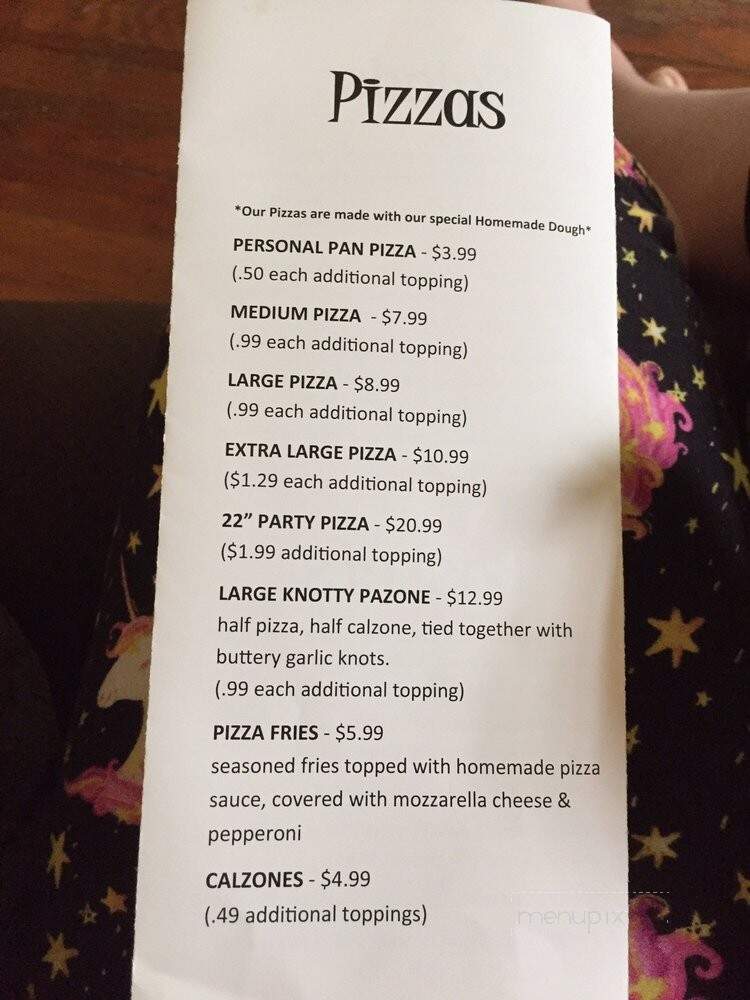 Pizzas
*Our Pizzas are made with our special Homemade Dough*
PERSONAL PAN PIZZA - $3.99
(.50 each additional topping)
MEDIUM PIZZA - $7.99
(.99 each additional topping)
LARGE PIZZA - $8.99
(.99 each additional topping)
EXTRA LARGE PIZZA - $10.99
($1.29 each additional topping)
22” PARTY PIZZA - $20.99
($1.99 additional topping)
LARGE KNOTTY PAZONE - $12.99
half pizza, half calzone, tied together with
buttery garlic knots.
(.99 each additional topping)
PIZZA FRIES - $5.99
seasoned fries topped with homemade pizza
sauce, covered with mozzarella cheese &
pepperoni
CALZONES - $4.99
(.49 additional toppings)
menupix